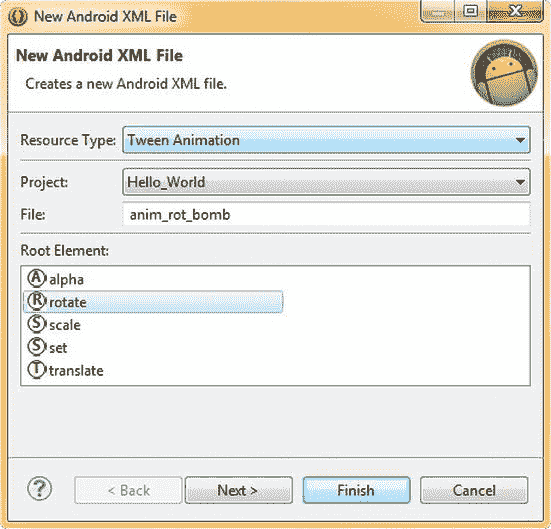 New Android XML File
New Android XML File
Creates a new Android XML file.
Resource Type: Tween Animation
Project: Hello_World
File: anim_rot_bomb
Root Element:
A alpha
R rotate
S scale
S set
T translate
? < Back Next > Finish Cancel